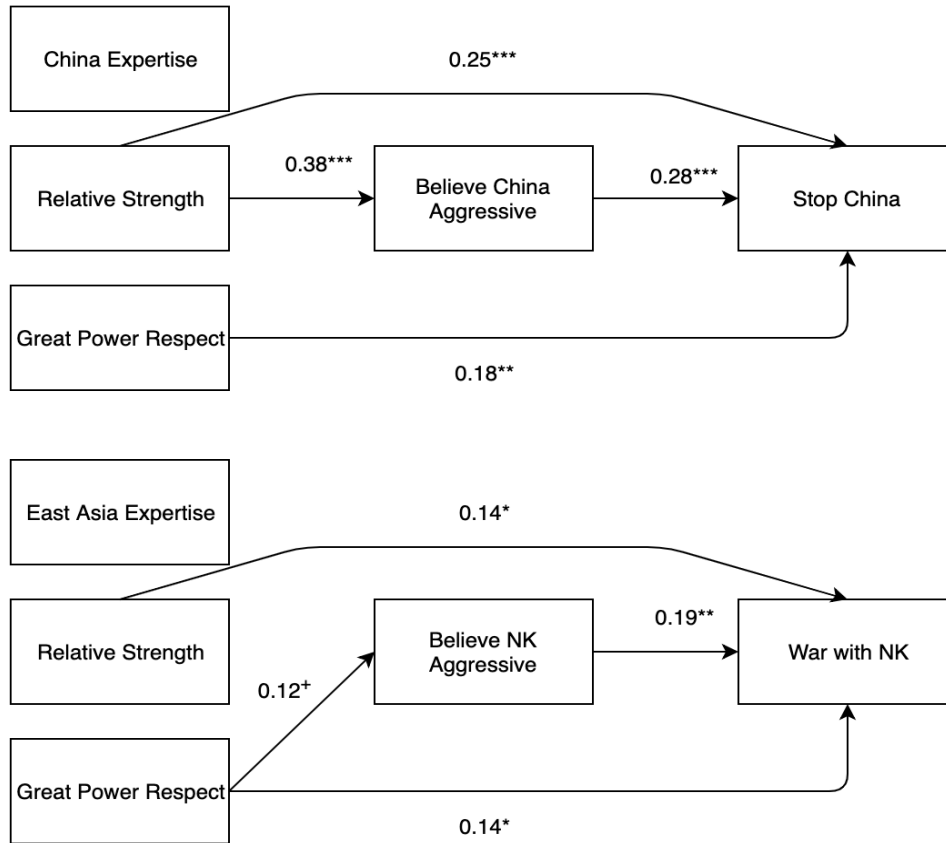 China Expertise
0.25***
0.38***
Relative Strength
Believe China
Aggressive
0.28***
Stop China
Great Power Respect
0.18**
East Asia Expertise
0.14*
Relative Strength
Believe NK
Aggressive
0.19**
War with NK
0.12+
Great Power Respect
0.14*